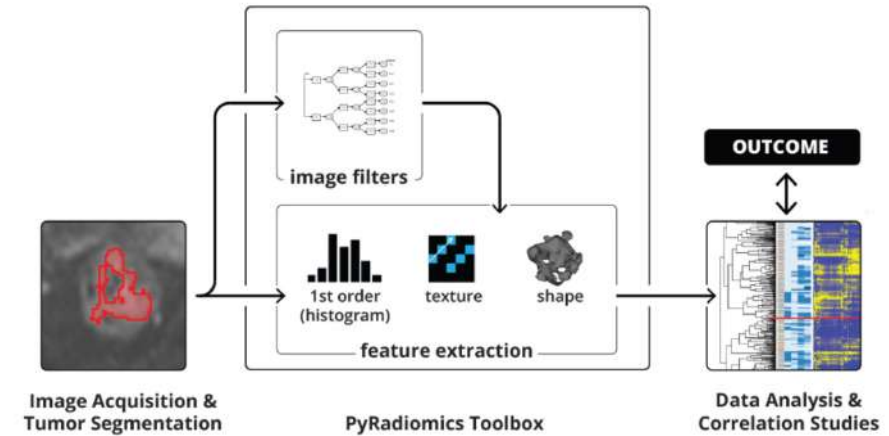 image filters
OUTCOME
1st order
(histogram)
texture
shape
feature extraction
Image Acquisition &
Tumor Segmentation
PyRadiomics Toolbox
Data Analysis &
Correlation Studies